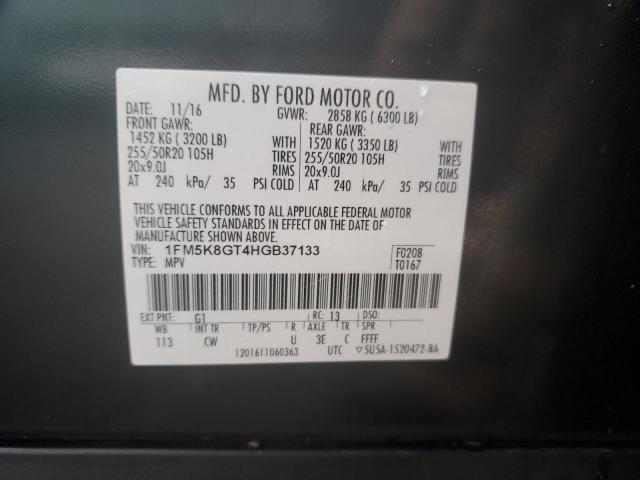 MFD. BY FORD MOTOR CO.
DATE: 11/16 GVWR: 2858 KG ( 6300 LB)
FRONT GAWR: REAR GAWR:
1452 KG ( 3200 LB) WITH 1520 KG ( 3350 LB) WITH
255/50R20 105H TIRES 255/50R20 105H TIRES
20x9.0J RIMS 20x9.0J RIMS
AT 240 kPa/ 35 PSI COLD AT 240 kPa/ 35 PSI COLD
THIS VEHICLE CONFORMS TO ALL APPLICABLE FEDERAL MOTOR
VEHICLE SAFETY STANDARDS IN EFFECT ON THE DATE OF
MANUFACTURE SHOWN ABOVE.
VIN: 1FM5K8GT4HGB37133 F0208
TYPE: MPV T0167
EXT PNT: G1 RC: 13 DSO:
WB INT TR TP/PS R AXLE TR SPR
113 CW U 3E C FFFF
1201611060363 UTC ▽5U5A-1520472-BA